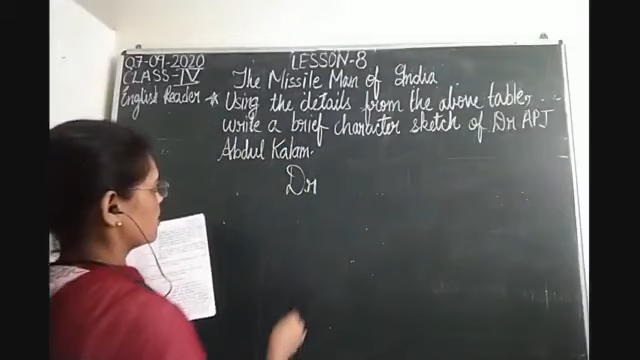 07-09-2020 LESSON-8
CLASS-IV The Missile Man of India
English Reader * Using the details from the above table,
write a brief character sketch of Dr APJ
Abdul Kalam.
Dr